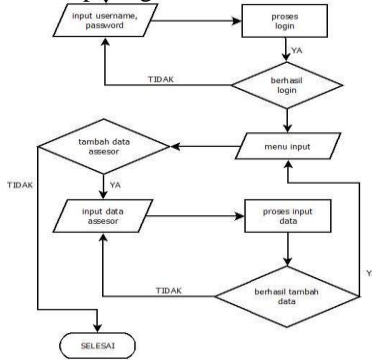 input username,
password
proses
login
YA
berhasil
login
TIDAK
menu input
tambah data
assesor
TIDAK
YA
input data
assesor
proses input
data
berhasil tambah
data
TIDAK
Y
SELESAI